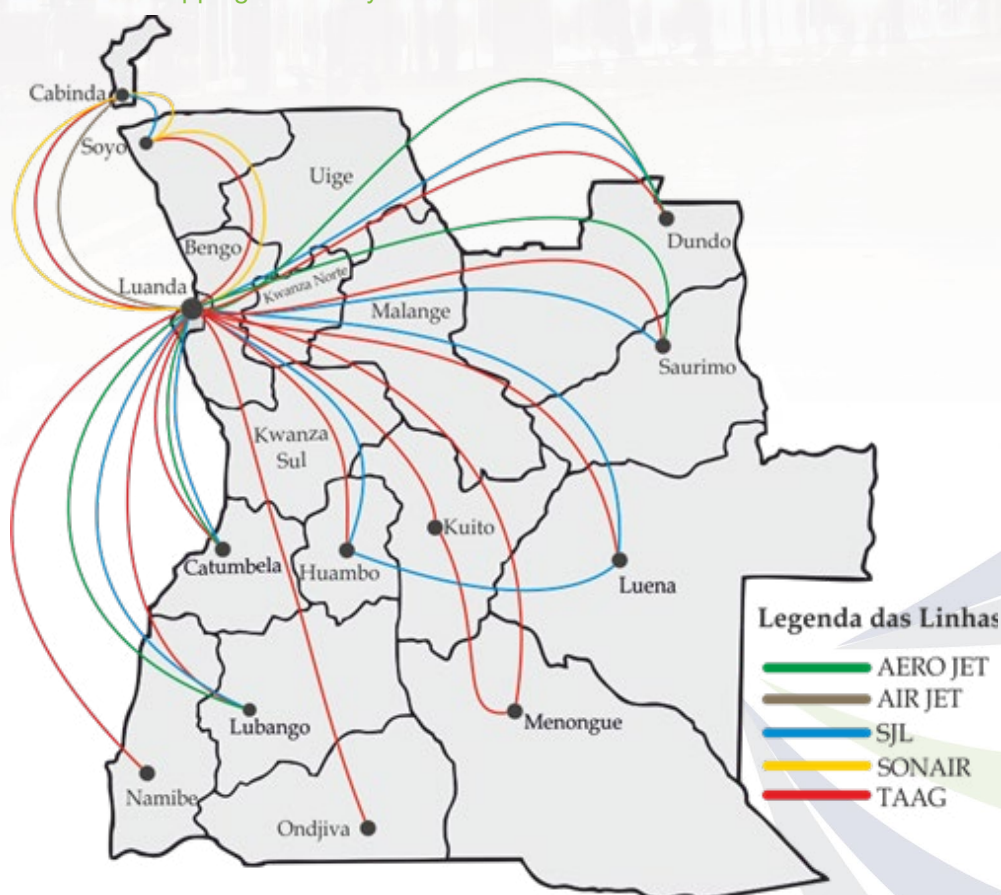 Cabinda
Soyo
Uige
Bengo
Luanda
Kwanza Norte
Malange
Dundo
Saurimo
Kwanza
Sul
Kuito
Catumbela
Huambo
Luena
Legenda das Linhas
AERO JET
AIR JET
SJL
SONAIR
TAAG
Lubango
Menongue
Namibe
Ondjiva